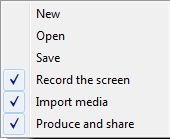 New
Open
Save
Record the screen
Import media
Produce and share